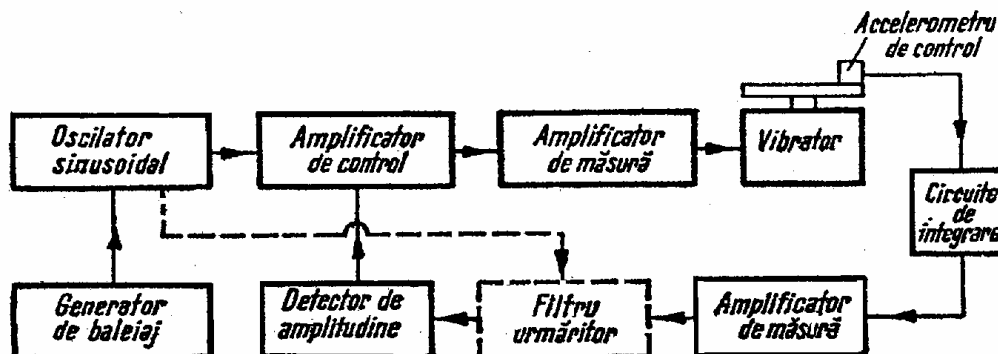 Accelerometru
de control
Oscilator
sinusoidal
Amplificator
de control
Amplificator
de măsură
Vibrator
Circuite
de
integrare
Generator
de baleiaj
Detector de
amplitudine
Filtru
urmăritor
Amplificator
de măsură